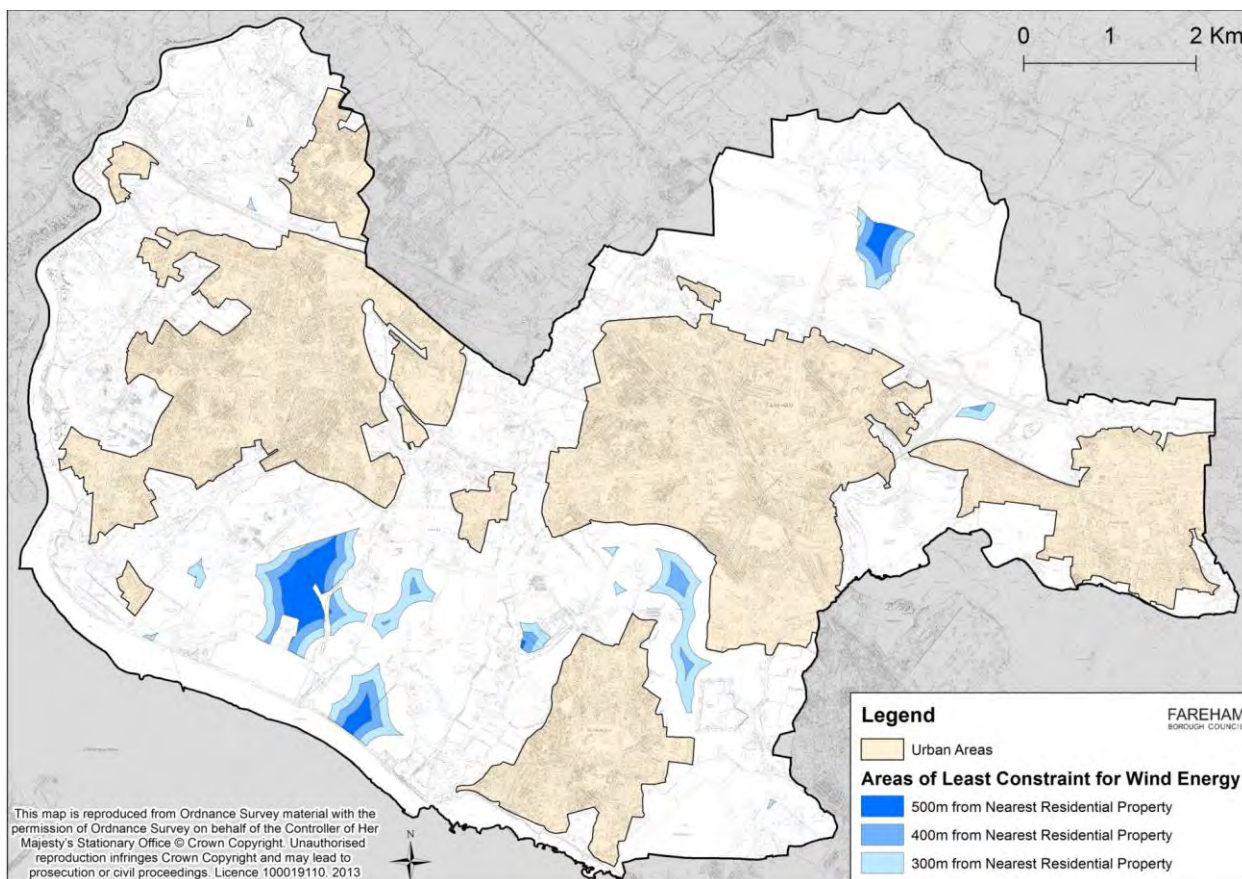 0 1 2 Km
Legend
FAREHAM
BOROUGH COUNCIL
Urban Areas
Areas of Least Constraint for Wind Energy
500m from Nearest Residential Property
400m from Nearest Residential Property
300m from Nearest Residential Property
This map is reproduced from Ordnance Survey material with the
permission of Ordnance Survey on behalf of the Controller of Her
Majesty's Stationary Office © Crown Copyright. Unauthorised
reproduction infringes Crown Copyright and may lead to
prosecution or civil proceedings. Licence 100019110. 2013
N